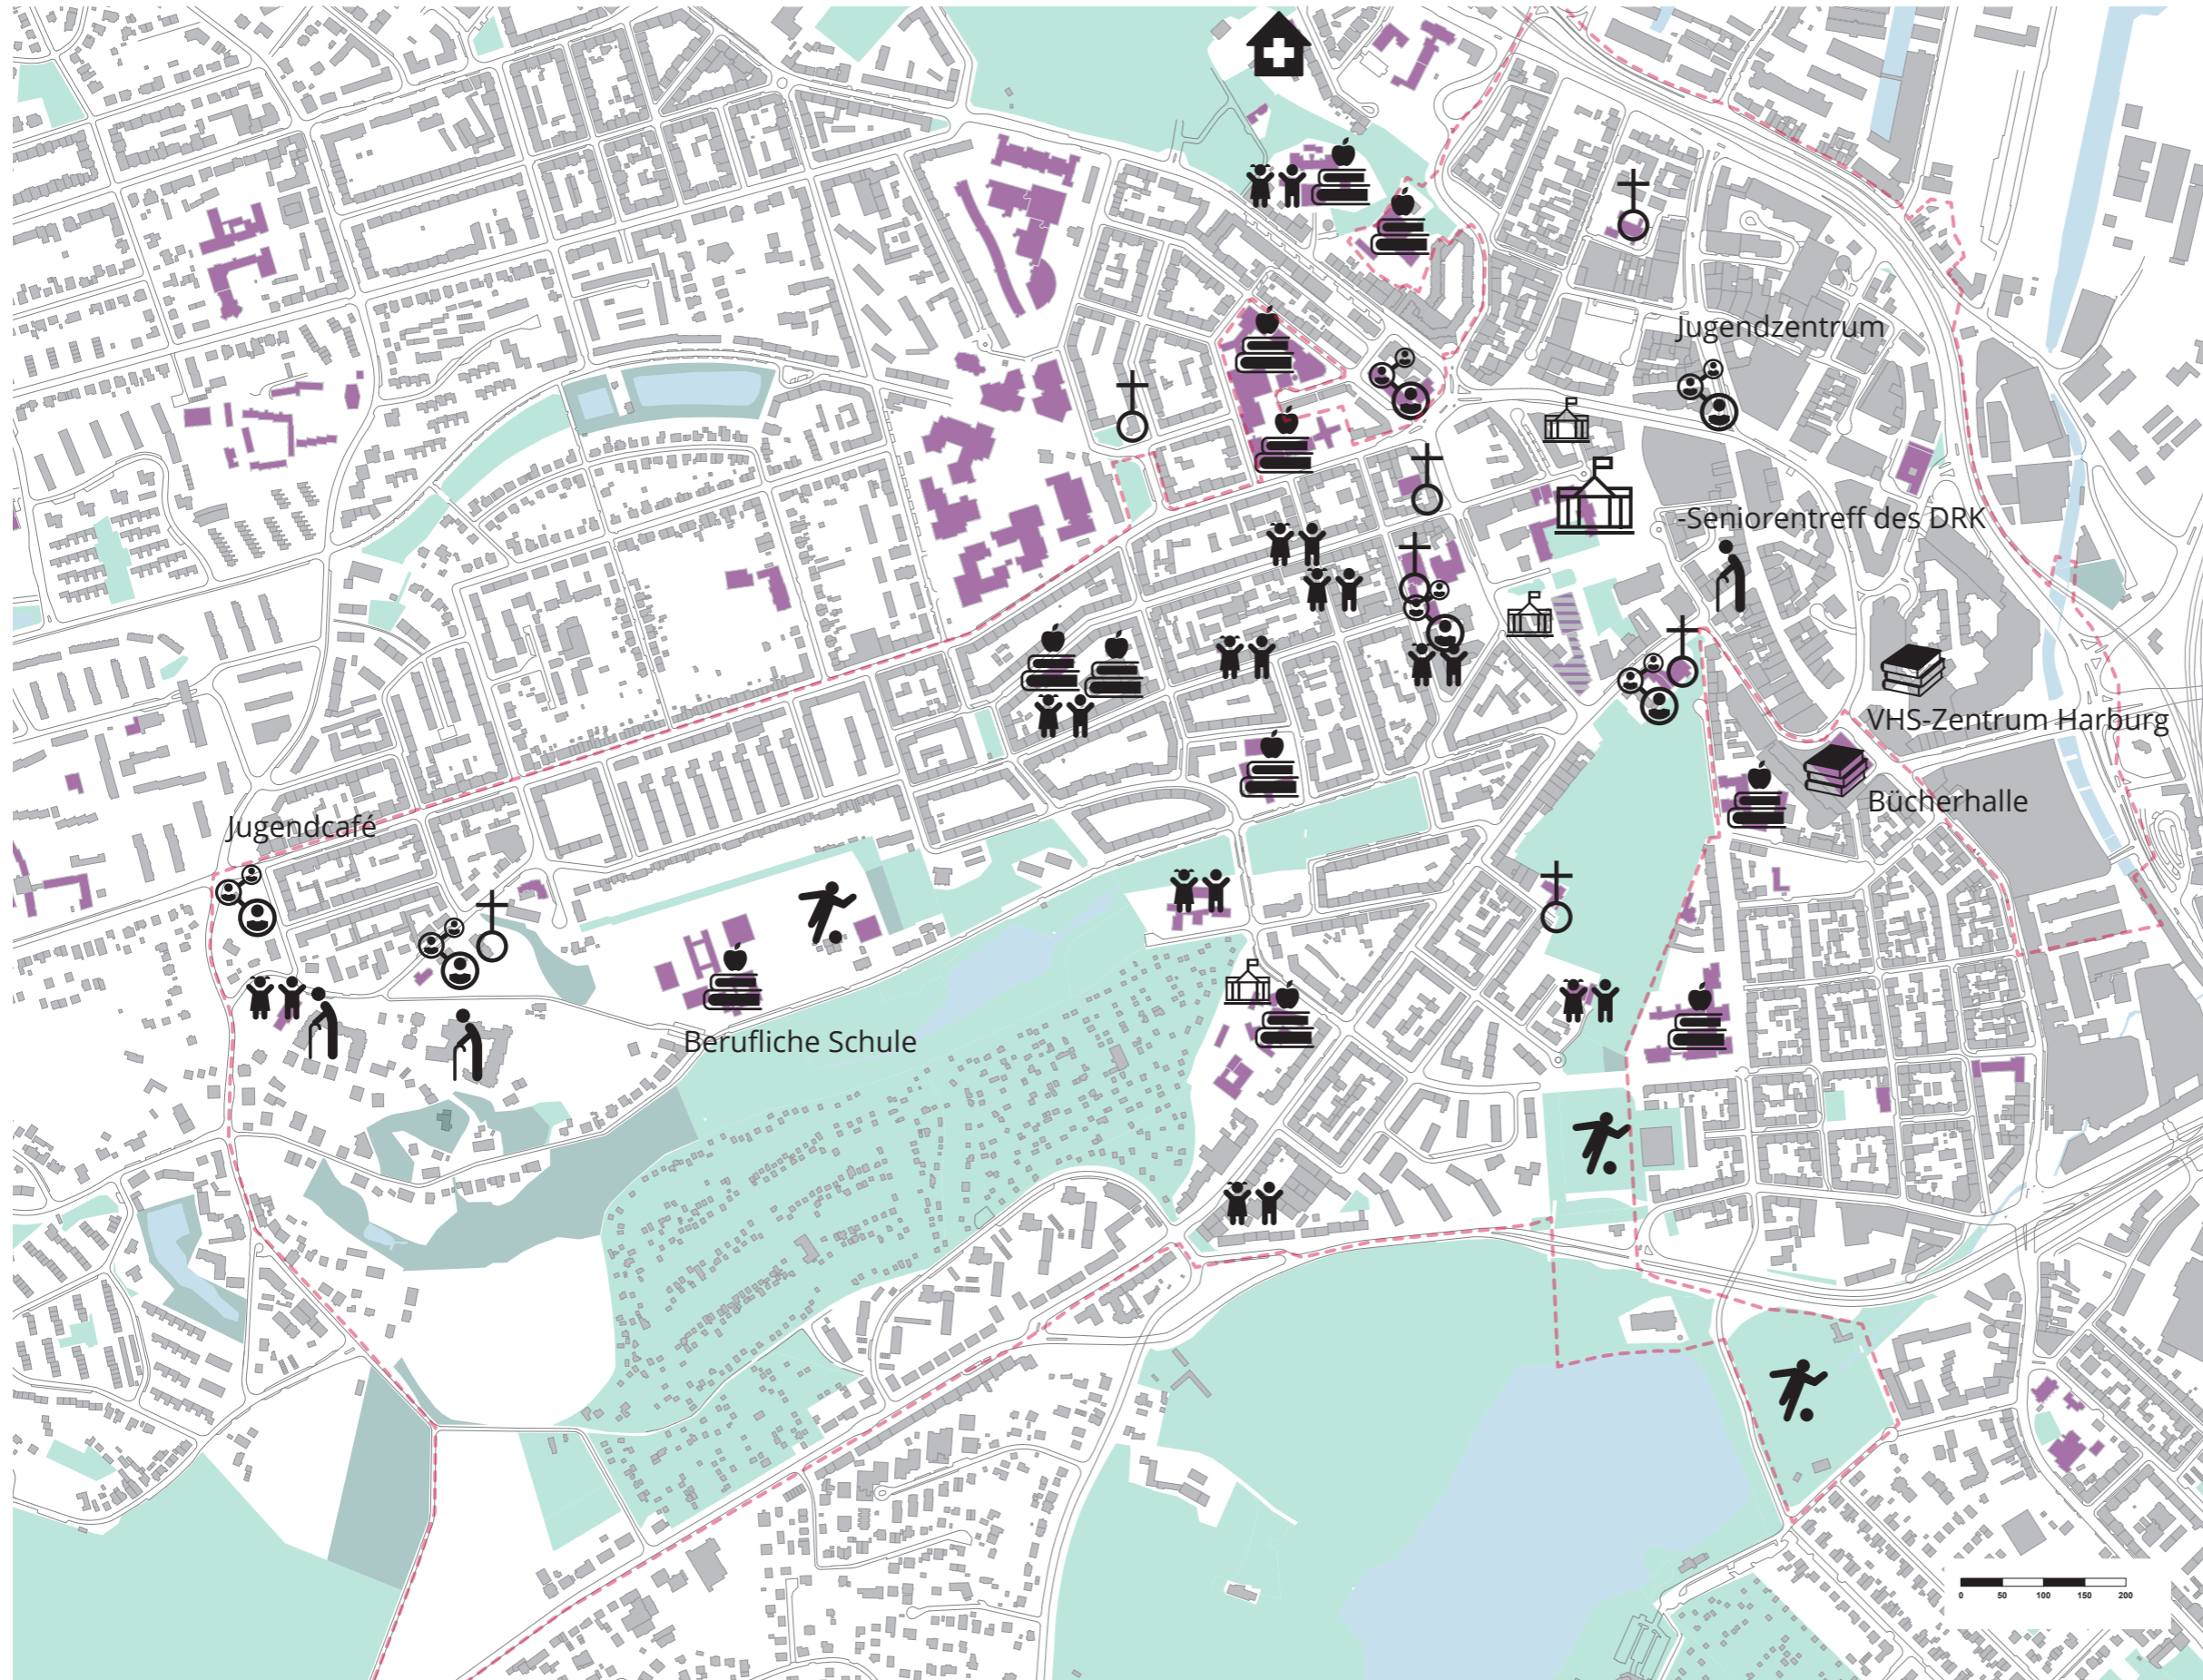 Jugendzentrum
-Seniorentreff des DRK
VHS-Zentrum Harburg
Bücherhalle
Jugendcafé
Berufliche Schule
0 50 100 150 200